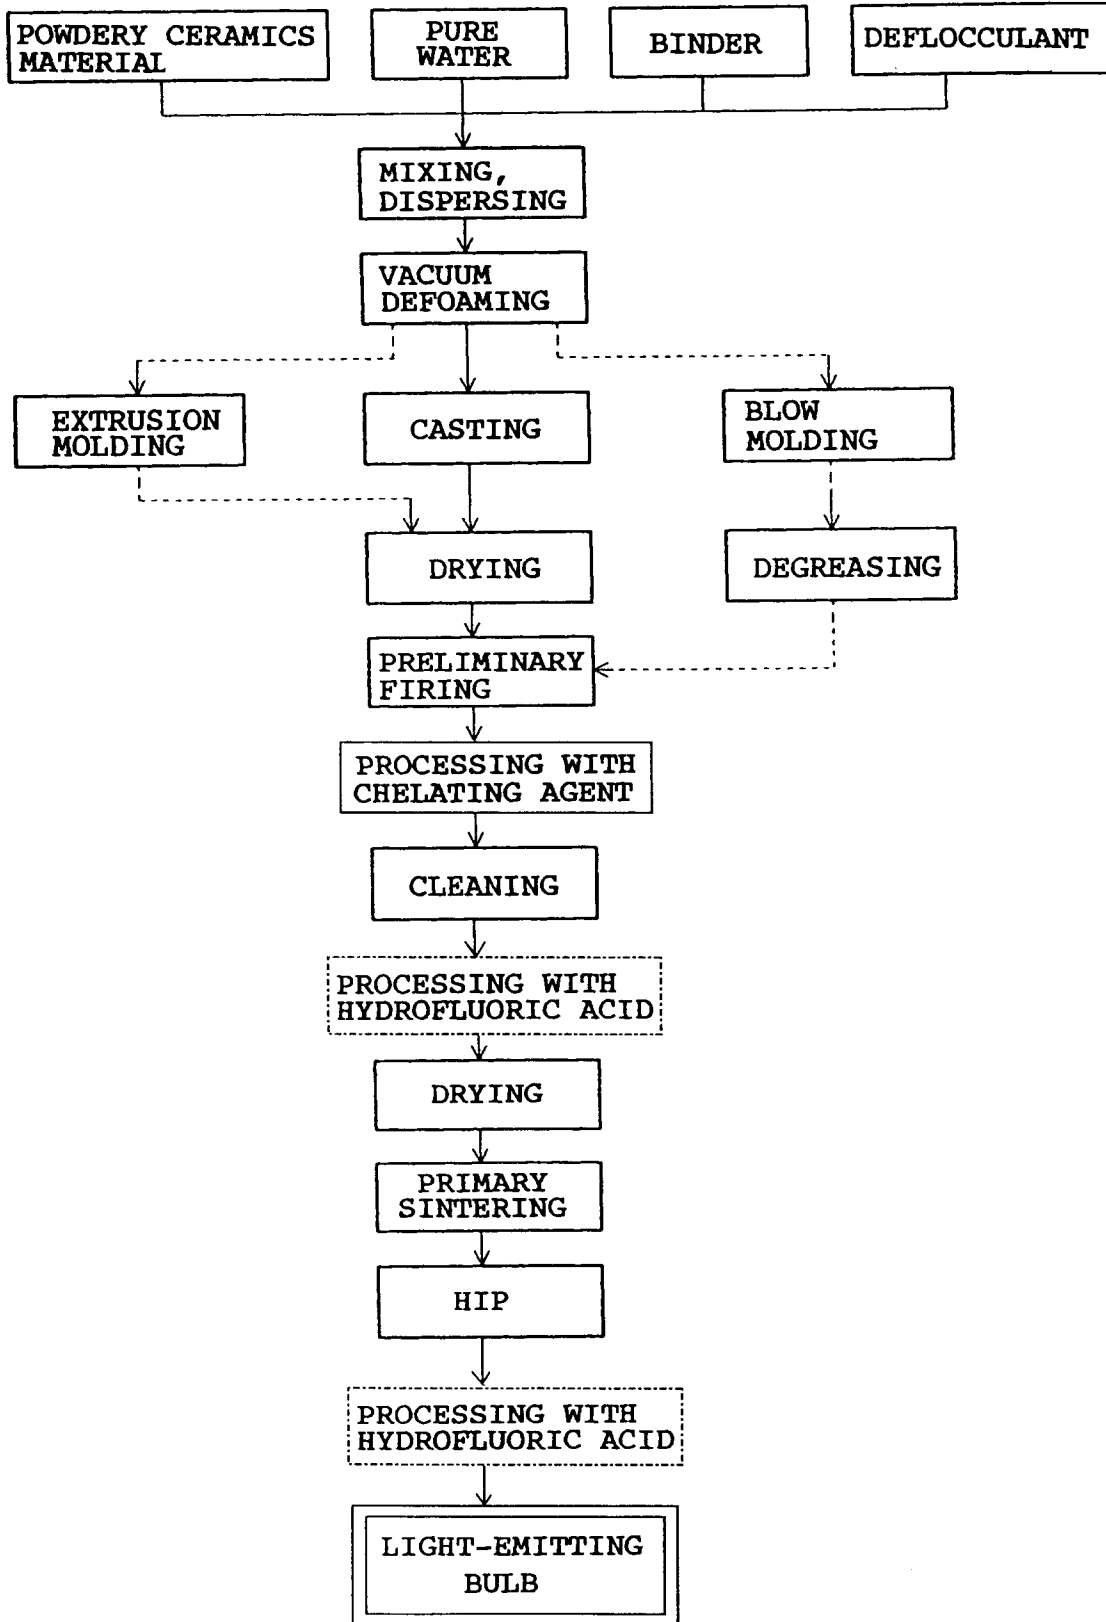 POWDERY CERAMICS
MATERIAL
PURE
WATER
BINDER
DEFLOCCULANT
MIXING,
DISPERSING
VACUUM
DEFOAMING
EXTRUSION
MOLDING
CASTING
BLOW
MOLDING
DRYING
DEGREASING
PRELIMINARY
FIRING
PROCESSING WITH
CHELATING AGENT
CLEANING
PROCESSING WITH
HYDROFLUORIC ACID
DRYING
PRIMARY
SINTERING
HIP
PROCESSING WITH
HYDROFLUORIC ACID
LIGHT-EMITTING
BULB